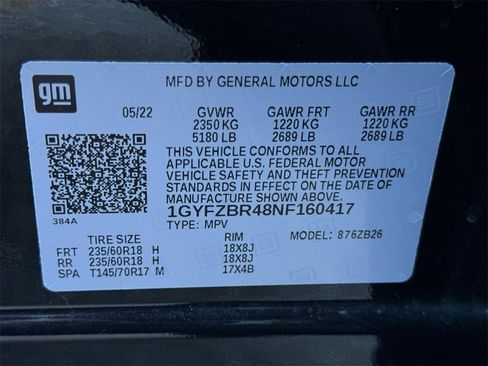 gm
MFD BY GENERAL MOTORS LLC
05/22 GVWR GAWR FRT GAWR RR
2350 KG 1220 KG 1220 KG
5180 LB 2689 LB 2689 LB
THIS VEHICLE CONFORMS TO ALL
APPLICABLE U.S. FEDERAL MOTOR
VEHICLE SAFETY AND THEFT PREVENTION
STANDARDS IN EFFECT ON THE DATE OF
MANUFACTURE SHOWN ABOVE.
384A
1GYFZBR48NF160417
TYPE: MPV MODEL: 876ZB26
TIRE SIZE RIM
FRT 235/60R18 H 18X8J
RR 235/60R18 H 18X8J
SPA T145/70R17 M 17X4B